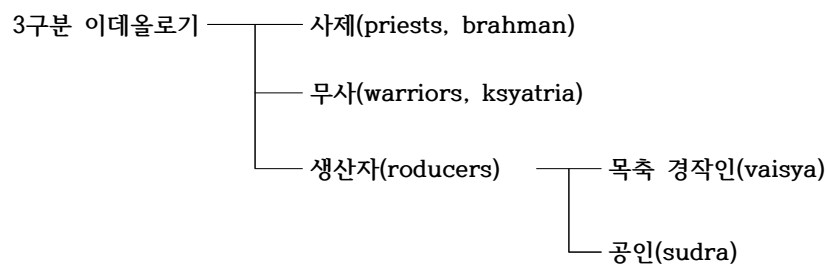 3구분 이데올로기 사제(priests, brahman)
무사(warriors, ksyatria)
생산자(roducers) 목축 경작인(vaisya)
공인(sudra)